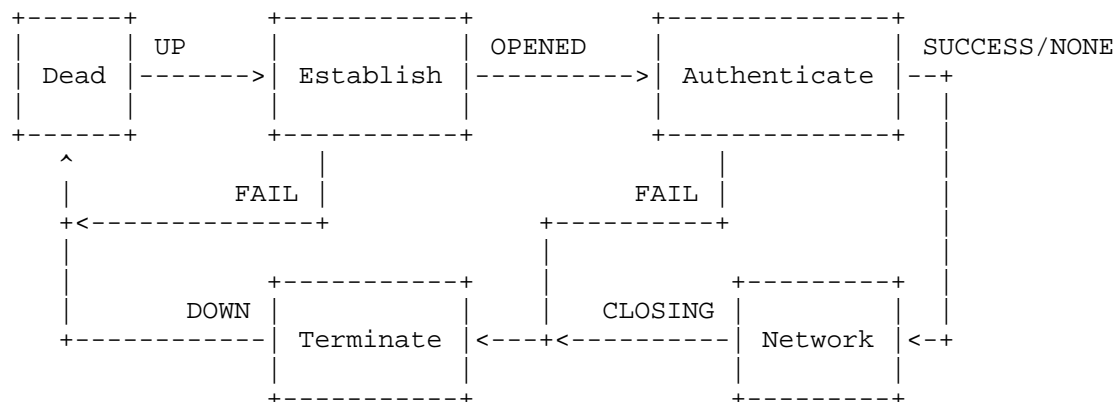 UP OPENED SUCCESS/NONE
Dead Establish Authenticate
FAIL FAIL
DOWN CLOSING
Terminate Network